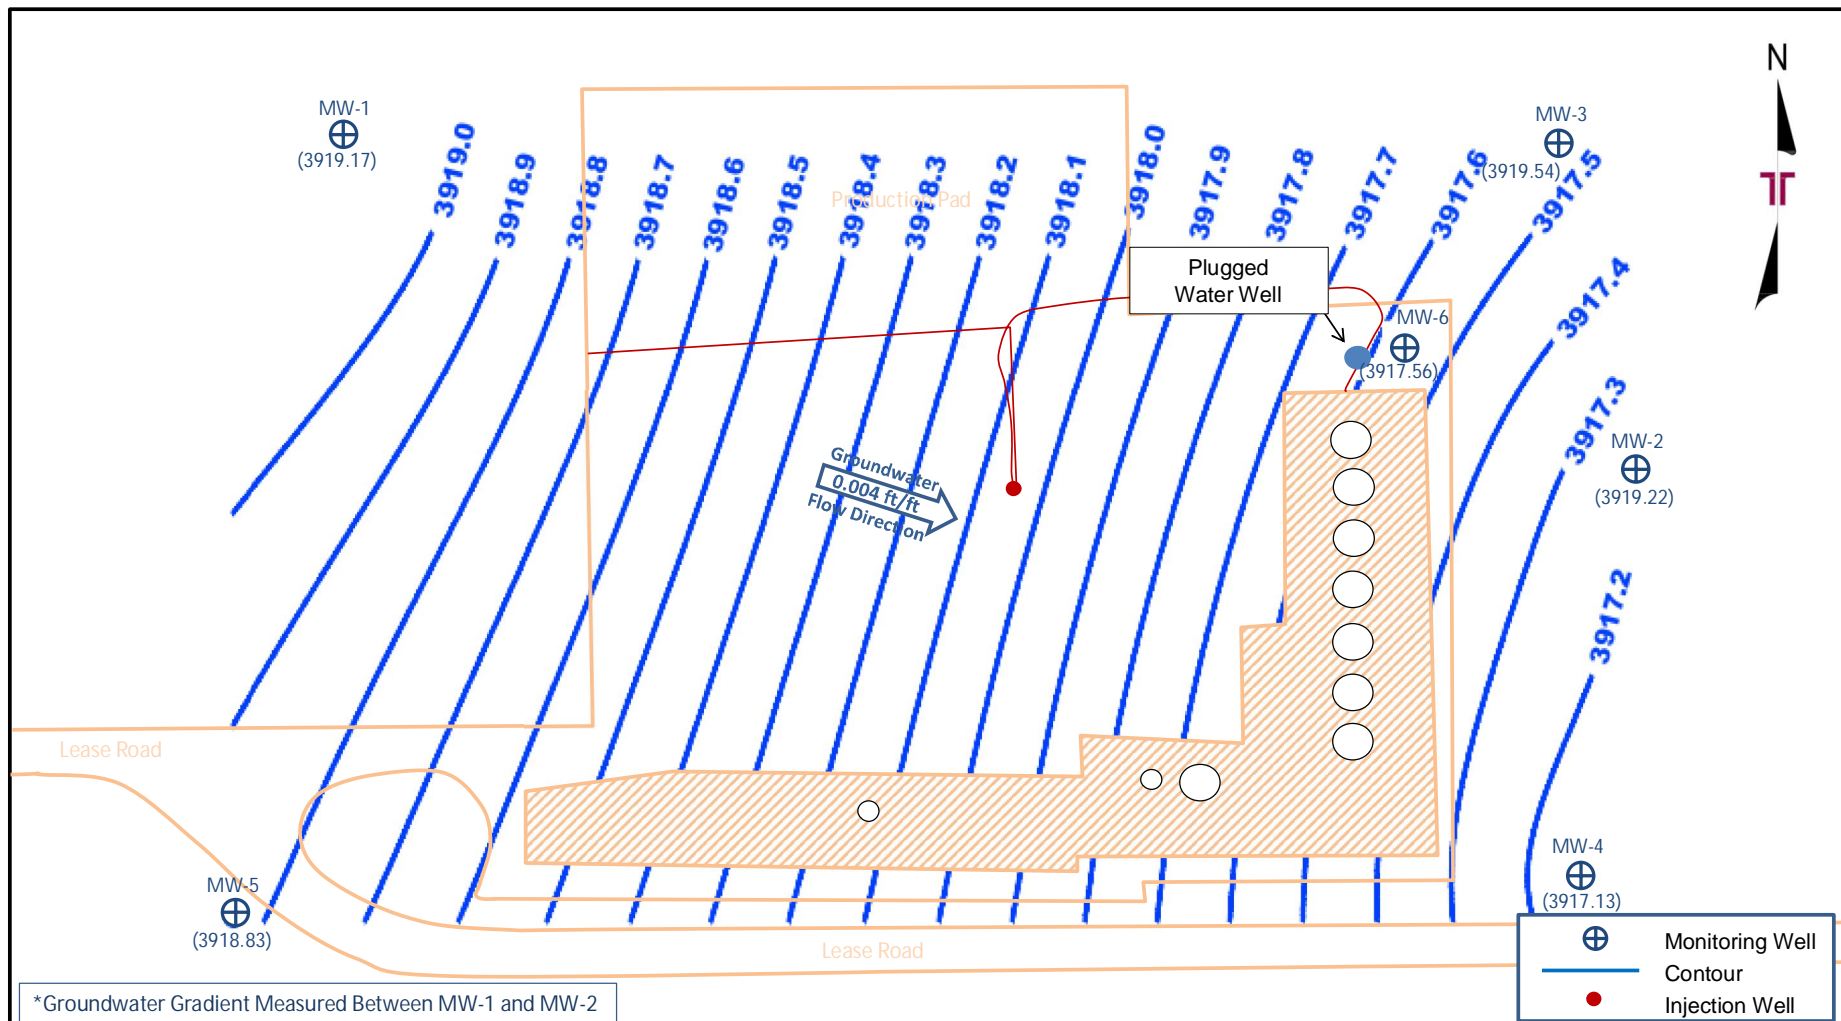 N
MW-1
(3919.17)
MW-3
(3919.54)
3919.0
3918.9
3918.8
3918.7
3918.6
3918.5
3918.4
3918.3
3918.2
3918.1
3918.0
3917.9
3917.8
3917.7
3917.6
3917.5
3917.4
3917.3
3917.2
Production Pad
Plugged
Water Well
MW-6
(3917.56)
MW-2
(3919.22)
Groundwater
0.004 ft/ft
Flow Direction
Lease Road
MW-5
(3918.83)
MW-4
(3917.13)
Lease Road
Monitoring Well
Contour
Injection Well
*Groundwater Gradient Measured Between MW-1 and MW-2